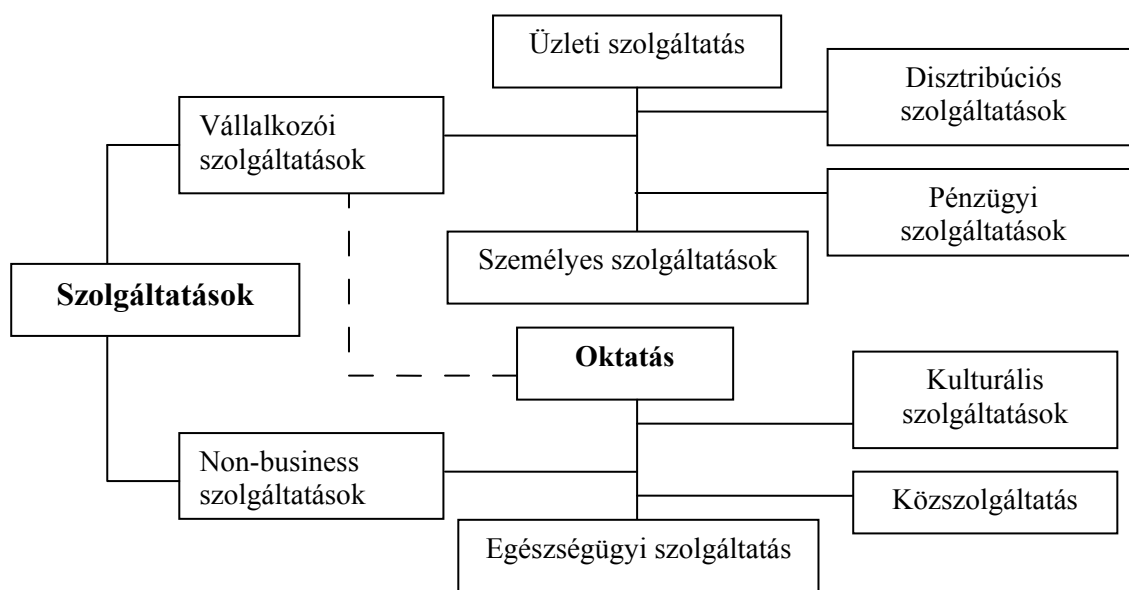 Üzleti szolgáltatás
Disztribúciós
szolgáltatások
Vállalkozói
szolgáltatások
Pénzügyi
szolgáltatások
Személyes szolgáltatások
Szolgáltatások
Oktatás
Kulturális
szolgáltatások
Non-business
szolgáltatások
Közszolgáltatás
Egészségügyi szolgáltatás